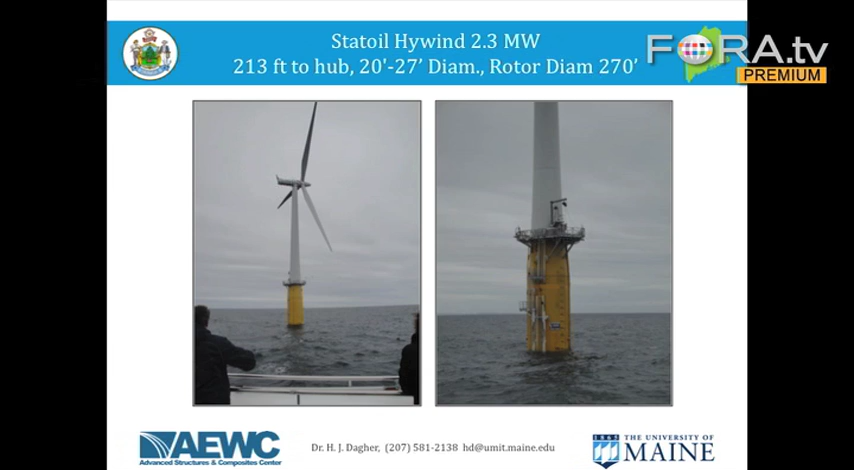 Statoil Hywind 2.3 MW
213 ft to hub, 20'-27’ Diam., Rotor Diam 270’
FORA.tv
PREMIUM
AEWC
Advanced Structures & Composites Center
Dr. H. J. Dagher, (207) 581-2138 hd@umit.maine.edu
1865 THE UNIVERSITY OF
MAINE